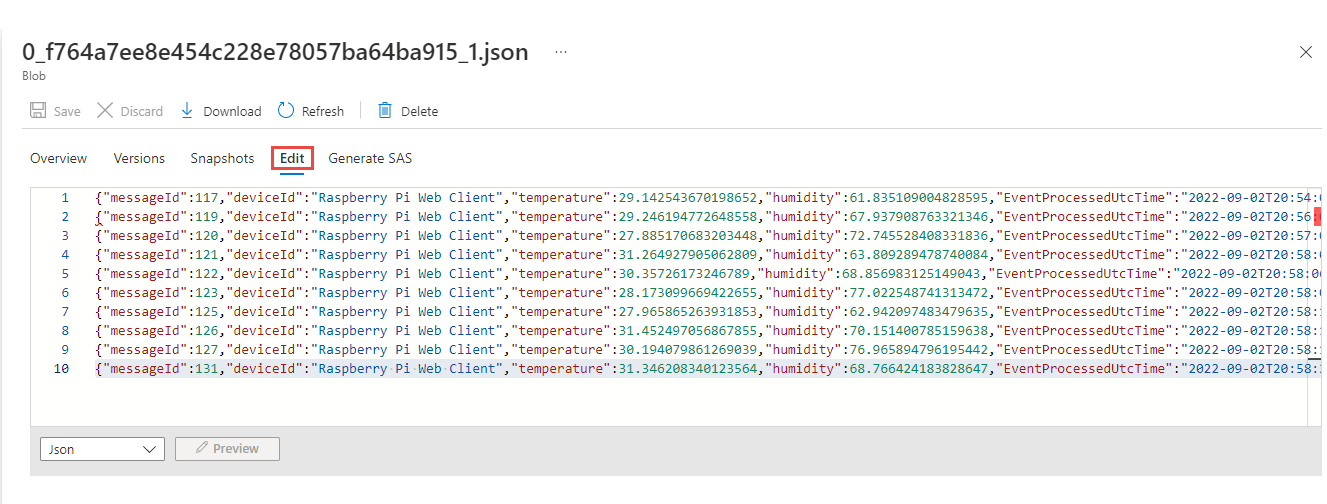 0_f764a7ee8e454c228e78057ba64ba915_1.json ...
Blob
Save Discard Download Refresh Delete
Overview Versions Snapshots Edit Generate SAS
1 {"messageId":117,"deviceId":"Raspberry Pi Web Client","temperature":29.142543670198652,"humidity":61.835109004828595,"EventProcessedUtcTime":"2022-09-02T20:54:
2 {"messageId":119,"deviceId":"Raspberry Pi Web Client","temperature":29.246194772648558,"humidity":67.937908763321346,"EventProcessedUtcTime":"2022-09-02T20:56:
3 {"messageId":120,"deviceId":"Raspberry Pi Web Client","temperature":27.885170683203448,"humidity":72.745528408331836,"EventProcessedUtcTime":"2022-09-02T20:57:
4 {"messageId":121,"deviceId":"Raspberry Pi Web Client","temperature":31.264927905062809,"humidity":63.809289478740084,"EventProcessedUtcTime":"2022-09-02T20:58:
5 {"messageId":122,"deviceId":"Raspberry Pi Web Client","temperature":30.35726173246789,"humidity":68.856983125149043,"EventProcessedUtcTime":"2022-09-02T20:58:0
6 {"messageId":123,"deviceId":"Raspberry Pi Web Client","temperature":28.173099669422655,"humidity":77.022548741313472,"EventProcessedUtcTime":"2022-09-02T20:58:
7 {"messageId":125,"deviceId":"Raspberry Pi Web Client","temperature":27.965865263931853,"humidity":62.942097483479635,"EventProcessedUtcTime":"2022-09-02T20:58:
8 {"messageId":126,"deviceId":"Raspberry Pi Web Client","temperature":31.452497056867855,"humidity":70.151400785159638,"EventProcessedUtcTime":"2022-09-02T20:58:
9 {"messageId":127,"deviceId":"Raspberry Pi Web Client","temperature":30.194079861269039,"humidity":76.965894796195442,"EventProcessedUtcTime":"2022-09-02T20:58:
10 {"messageId":131,"deviceId":"Raspberry Pi Web Client","temperature":31.346208340123564,"humidity":68.766424183828647,"EventProcessedUtcTime":"2022-09-02T20:58:
Json Preview